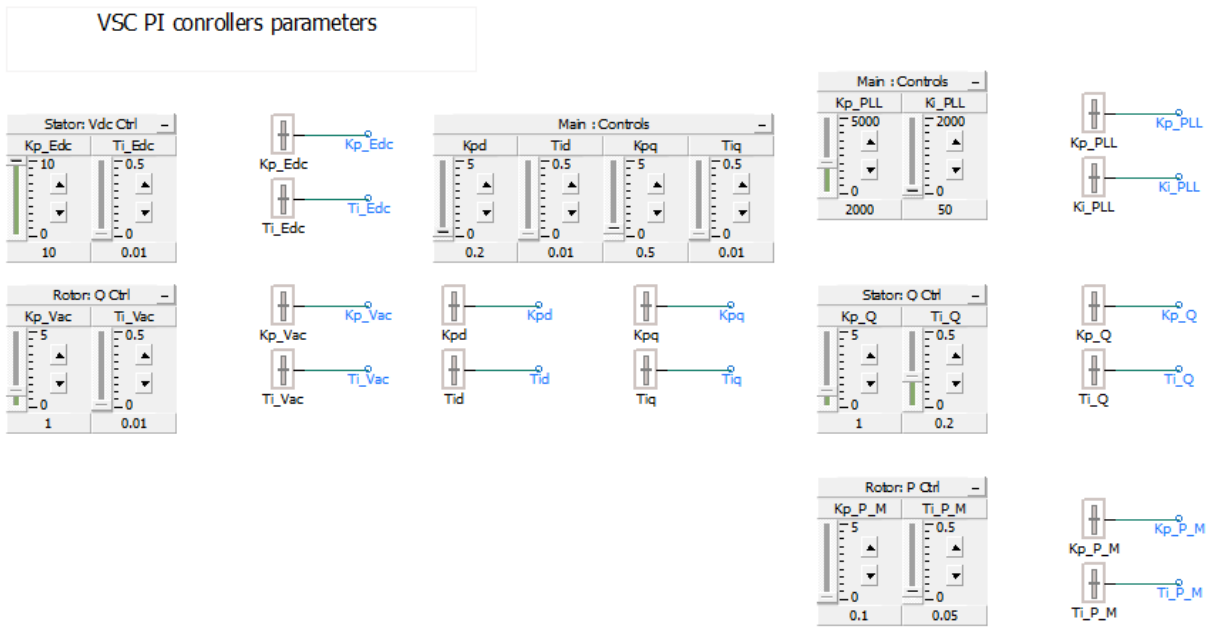 VSC PI conrollers parameters
Main : Controls
Kp_PLL Ki_PLL
5000 2000
0 0
2000 50
Kp_PLL
Kp_PLL
Ki_PLL
Ki_PLL
Stator: Vdc Ctrl
Kp_Edc Ti_Edc
10 0.5
0 0
10 0.01
Kp_Edc
Kp_Edc
Ti_Edc
Ti_Edc
Main : Controls
Kpd Tid Kpq Tiq
5 0.5 5 0.5
0 0 0 0
0.2 0.01 0.5 0.01
Rotor: Q Ctrl
Kp_Vac Ti_Vac
5 0.5
0 0
1 0.01
Kp_Vac
Kp_Vac
Ti_Vac
Ti_Vac
Kpd
Kpd
Tid
Tid
Kpq
Kpq
Tiq
Tiq
Stator: Q Ctrl
Kp_Q Ti_Q
5 0.5
0 0
1 0.2
Kp_Q
Kp_Q
Ti_Q
Ti_Q
Rotor: P Ctrl
Kp_P_M Ti_P_M
5 0.5
0 0
0.1 0.05
Kp_P_M
Kp_P_M
Ti_P_M
Ti_P_M